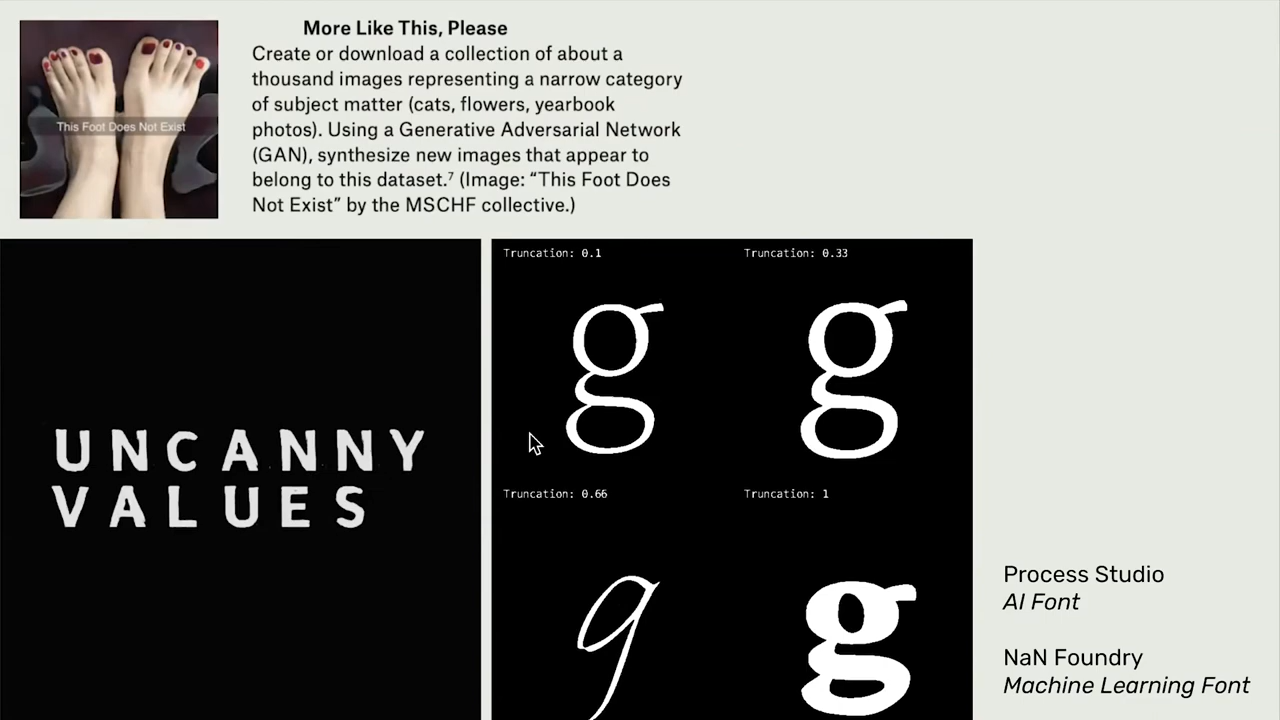 More Like This, Please
Create or download a collection of about a
thousand images representing a narrow category
of subject matter (cats, flowers, yearbook
photos). Using a Generative Adversarial Network
(GAN), synthesize new images that appear to
belong to this dataset.⁷ (Image: “This Foot Does
Not Exist” by the MSCHF collective.)
This Foot Does Not Exist
UNCANNY
VALUES
Truncation: 0.1
g
Truncation: 0.33
g
Truncation: 0.66
g
Truncation: 1
g
Process Studio
AI Font
NaN Foundry
Machine Learning Font